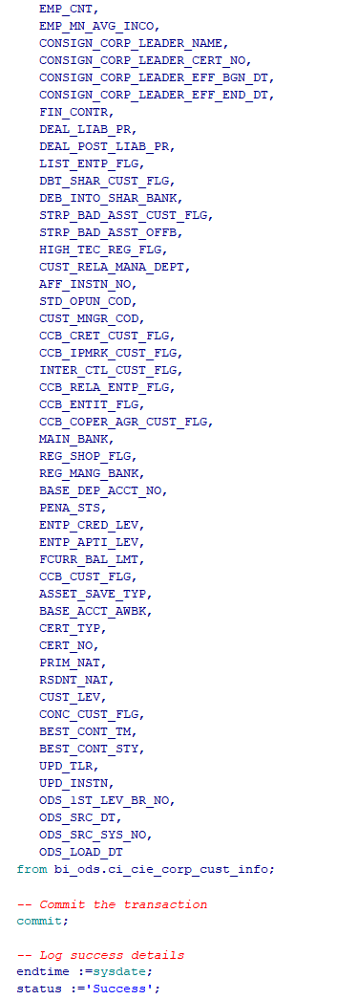 EMP_CNT,
EMP_MN_AVG_INCO,
CONSIGN_CORP_LEADER_NAME,
CONSIGN_CORP_LEADER_CERT_NO,
CONSIGN_CORP_LEADER_EFF_BGN_DT,
CONSIGN_CORP_LEADER_EFF_END_DT,
FIN_CONTR,
DEAL_LIAB_PR,
DEAL_POST_LIAB_PR,
LIST_ENTP_FLG,
DBT_SHAR_CUST_FLG,
DEB_INTO_SHAR_BANK,
STRP_BAD_ASST_CUST_FLG,
STRP_BAD_ASST_OFFB,
HIGH_TEC_REG_FLG,
CUST_RELA_MANA_DEPT,
AFF_INSTN_NO,
STD_OPUN_COD,
CUST_MNGR_COD,
CCB_CRET_CUST_FLG,
CCB_IPMRK_CUST_FLG,
INTER_CTL_CUST_FLG,
CCB_RELA_ENTP_FLG,
CCB_ENTIT_FLG,
CCB_COPER_AGR_CUST_FLG,
MAIN_BANK,
REG_SHOP_FLG,
REG_MANG_BANK,
BASE_DEP_ACCT_NO,
PENA_STS,
ENTP_CRED_LEV,
ENTP_APTI_LEV,
FCURR_BAL_LMT,
CCB_CUST_FLG,
ASSET_SAVE_TYP,
BASE_ACCT_AWBK,
CERT_TYP,
CERT_NO,
PRIM_NAT,
RSDNT_NAT,
CUST_LEV,
CONC_CUST_FLG,
BEST_CONT_TM,
BEST_CONT_STY,
UPD_TLR,
UPD_INSTN,
ODS_1ST_LEV_BR_NO,
ODS_SRC_DT,
ODS_SRC_SYS_NO,
ODS_LOAD_DT
from bi_ods.ci_cie_corp_cust_info;
-- Commit the transaction
commit;
-- Log success details
endtime :=sysdate;
status :='Success';